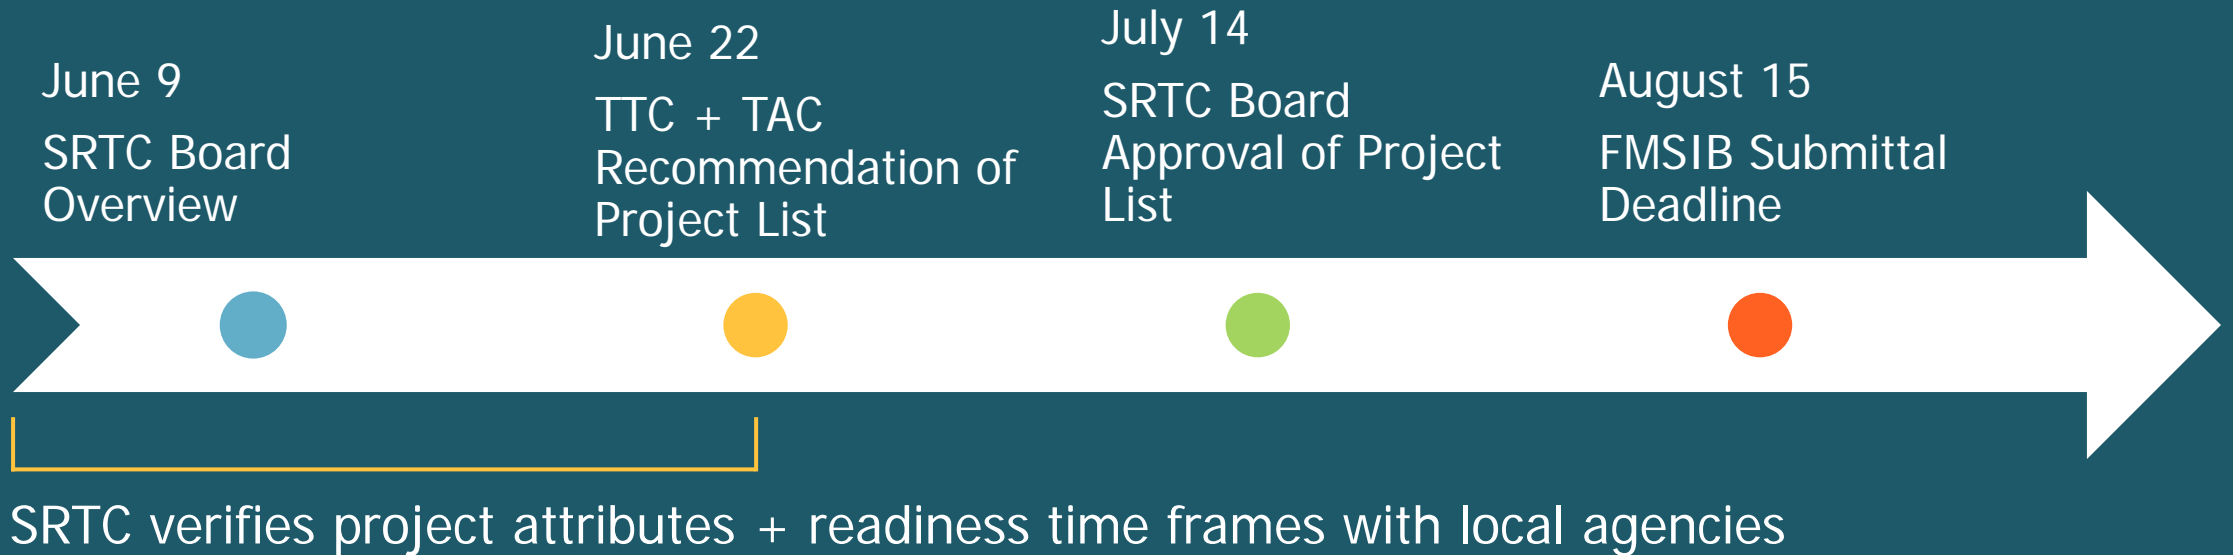 June 9
SRTC Board
Overview
June 22
TTC + TAC
Recommendation of
Project List
July 14
SRTC Board
Approval of Project
List
August 15
FMSIB Submittal
Deadline
SRTC verifies project attributes + readiness time frames with local agencies